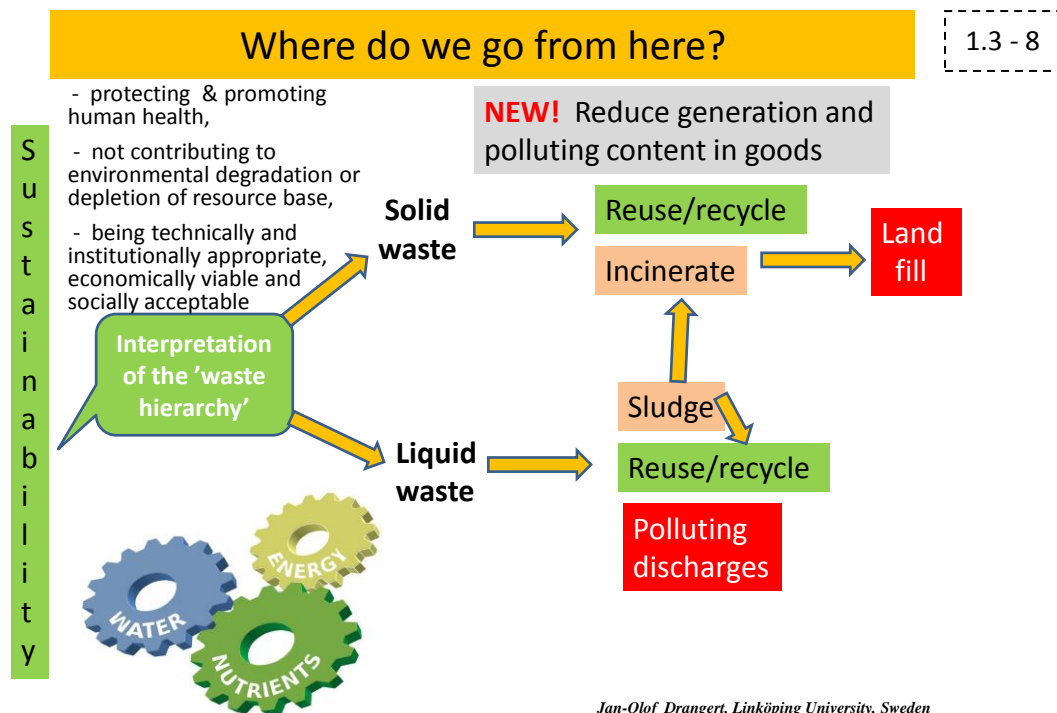 Where do we go from here?
1.3 - 8
Sustainability
- protecting & promoting
human health,
- not contributing to
environmental degradation or
depletion of resource base,
- being technically and
institutionally appropriate,
economically viable and
socially acceptable
NEW! Reduce generation and
polluting content in goods
Solid
waste
Reuse/recycle
Incinerate
Land
fill
Interpretation
of the ’waste
hierarchy’
Sludge
Liquid
waste
Reuse/recycle
Polluting
discharges
ENERGY
WATER
NUTRIENTS
Jan-Olof Drangert, Linköping University, Sweden